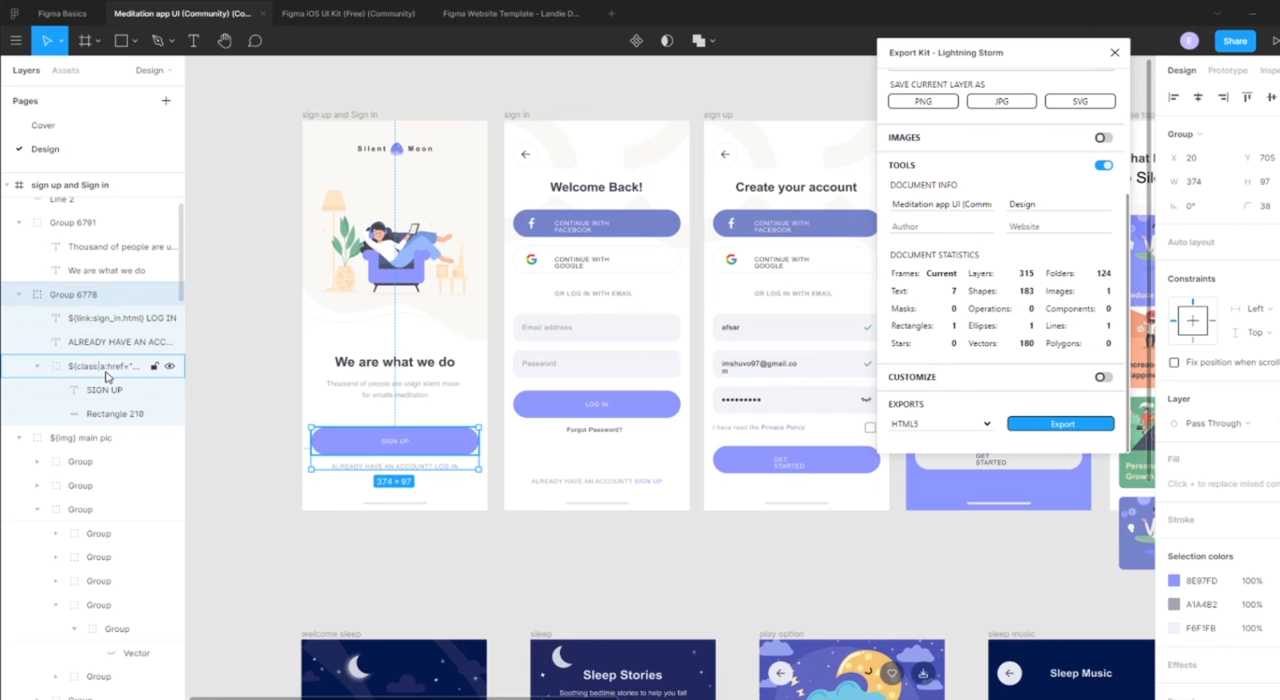 Figma Basics
Meditation app UI (Community) (Co...
Figma iOS UI Kit (Free) (Community)
Figma Website Template - Landie D...
E
Share
Layers
Assets
Design
Pages
Cover
Design
sign up and Sign in
Line 2
Group 6791
Thousand of people are u...
We are what we do
Group 6778
${link:sign_in.html} LOG IN
ALREADY HAVE AN ACC...
${class|a:href="...
SIGN UP
Rectangle 210
${img} main pic
Group
Group
Group
Group
Group
Group
Group
Group
Vector
Group
sign up and Sign in
Silent Moon
We are what we do
Thousand of people are usign silent moon
for smalls meditation
SIGN UP
ALREADY HAVE AN ACCOUNT? LOG IN
374 × 97
sign in
Welcome Back!
CONTINUE WITH
FACEBOOK
CONTINUE WITH
GOOGLE
OR LOG IN WITH EMAIL
Email address
Password
LOG IN
Forgot Password?
ALREADY HAVE AN ACCOUNT? SIGN UP
sign up
Create your account
CONTINUE WITH
FACEBOOK
CONTINUE WITH
GOOGLE
OR LOG IN WITH EMAIL
afsar
imshuvo97@gmail.co
m
I have read the Privacy Policy
GET
STARTED
GET
STARTED
Export Kit - Lightning Storm
SAVE CURRENT LAYER AS
PNG
JPG
SVG
IMAGES
TOOLS
DOCUMENT INFO
Meditation app UI (Commu
Design
Author
Website
DOCUMENT STATISTICS
Frames: Current Layers: 315 Folders: 124
Text: 7 Shapes: 183 Images: 1
Masks: 0 Operations: 0 Components: 0
Rectangles: 1 Ellipses: 1 Lines: 1
Stars: 0 Vectors: 180 Polygons: 0
CUSTOMIZE
EXPORTS
HTML5
Export
welcome sleep
sleep
Sleep Stories
Soothing bedtime stories to help you fall
play option
sleep music
Sleep Music
Personal
Growth
Design
Prototype
Inspe
Group
X 20
Y 705
W 374
H 97
0°
38
Auto layout
Constraints
Left
Top
Fix position when scroll
Layer
Pass Through
Fill
Click + to replace mixed con
Stroke
Selection colors
8E97FD 100%
A1A4B2 100%
F6F1FB 100%
Effects